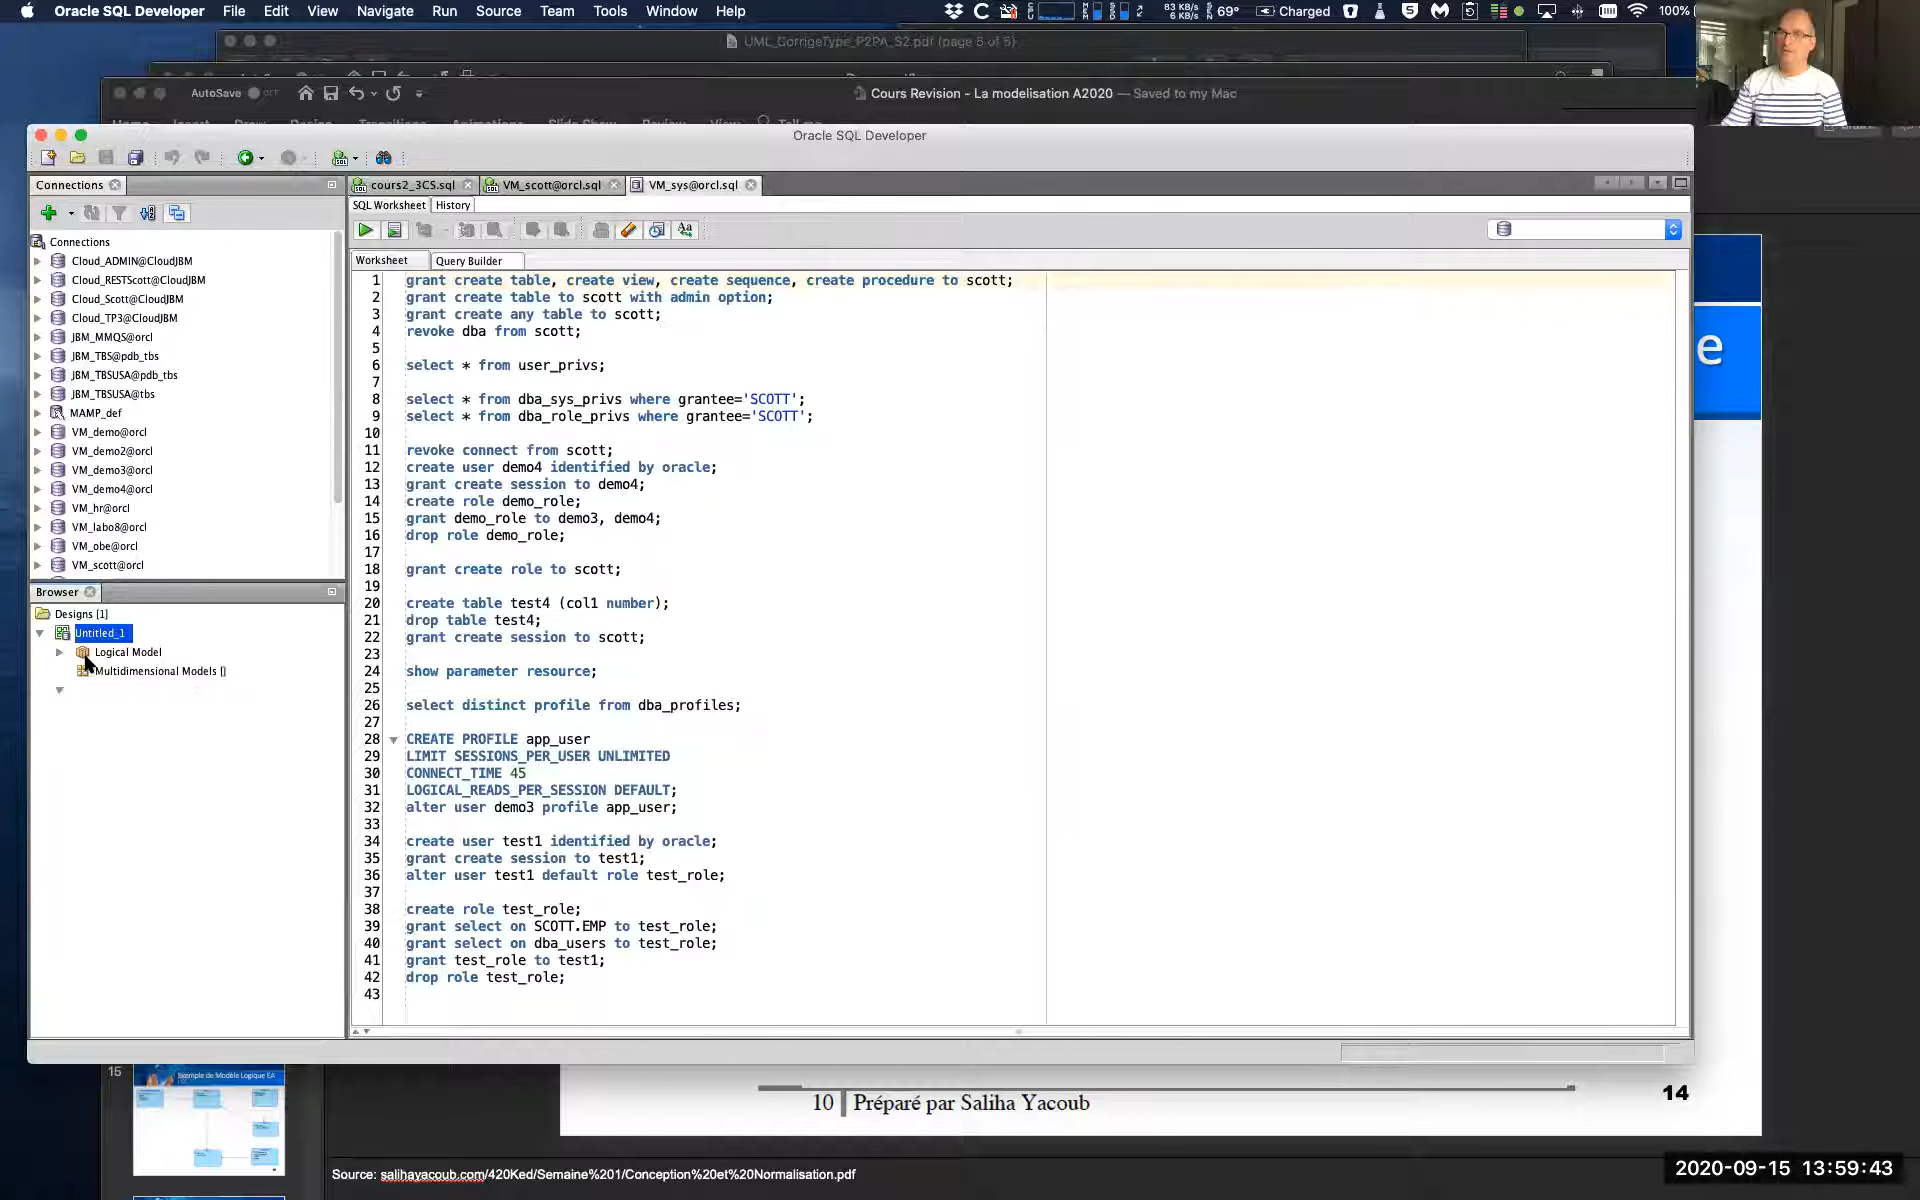 Oracle SQL Developer File Edit View Navigate Run Source Team Tools Window Help
83 KB/s
6 KB/s
69° Charged 100%
UML_CorrigeType_P2PA_S2.pdf (page 5 of 5)
AutoSave OFF
Cours Revision - La modelisation A2020 — Saved to my Mac
Oracle SQL Developer
Connections
cours2_3CS.sql
VM_scott@orcl.sql
VM_sys@orcl.sql
SQL Worksheet History
Worksheet Query Builder
Connections
Cloud_ADMIN@CloudJBM
Cloud_RESTScott@CloudJBM
Cloud_Scott@CloudJBM
Cloud_TP3@CloudJBM
JBM_MMQS@orcl
JBM_TBS@pdb_tbs
JBM_TBSUSA@pdb_tbs
JBM_TBSUSA@tbs
MAMP_def
VM_demo@orcl
VM_demo2@orcl
VM_demo3@orcl
VM_demo4@orcl
VM_hr@orcl
VM_labo8@orcl
VM_obe@orcl
VM_scott@orcl
Browser
Designs [1]
Untitled_1
Logical Model
Multidimensional Models []
1 grant create table, create view, create sequence, create procedure to scott;
2 grant create table to scott with admin option;
3 grant create any table to scott;
4 revoke dba from scott;
5
6 select * from user_privs;
7
8 select * from dba_sys_privs where grantee='SCOTT';
9 select * from dba_role_privs where grantee='SCOTT';
10
11 revoke connect from scott;
12 create user demo4 identified by oracle;
13 grant create session to demo4;
14 create role demo_role;
15 grant demo_role to demo3, demo4;
16 drop role demo_role;
17
18 grant create role to scott;
19
20 create table test4 (col1 number);
21 drop table test4;
22 grant create session to scott;
23
24 show parameter resource;
25
26 select distinct profile from dba_profiles;
27
28 CREATE PROFILE app_user
29 LIMIT SESSIONS_PER_USER UNLIMITED
30 CONNECT_TIME 45
31 LOGICAL_READS_PER_SESSION DEFAULT;
32 alter user demo3 profile app_user;
33
34 create user test1 identified by oracle;
35 grant create session to test1;
36 alter user test1 default role test_role;
37
38 create role test_role;
39 grant select on SCOTT.EMP to test_role;
40 grant select on dba_users to test_role;
41 grant test_role to test1;
42 drop role test_role;
43
e
15
Exemple de Modèle Logique EA
10 Préparé par Saliha Yacoub
14
Source: salihayacoub.com/420Ked/Semaine%201/Conception%20et%20Normalisation.pdf
2020-09-15 13:59:43